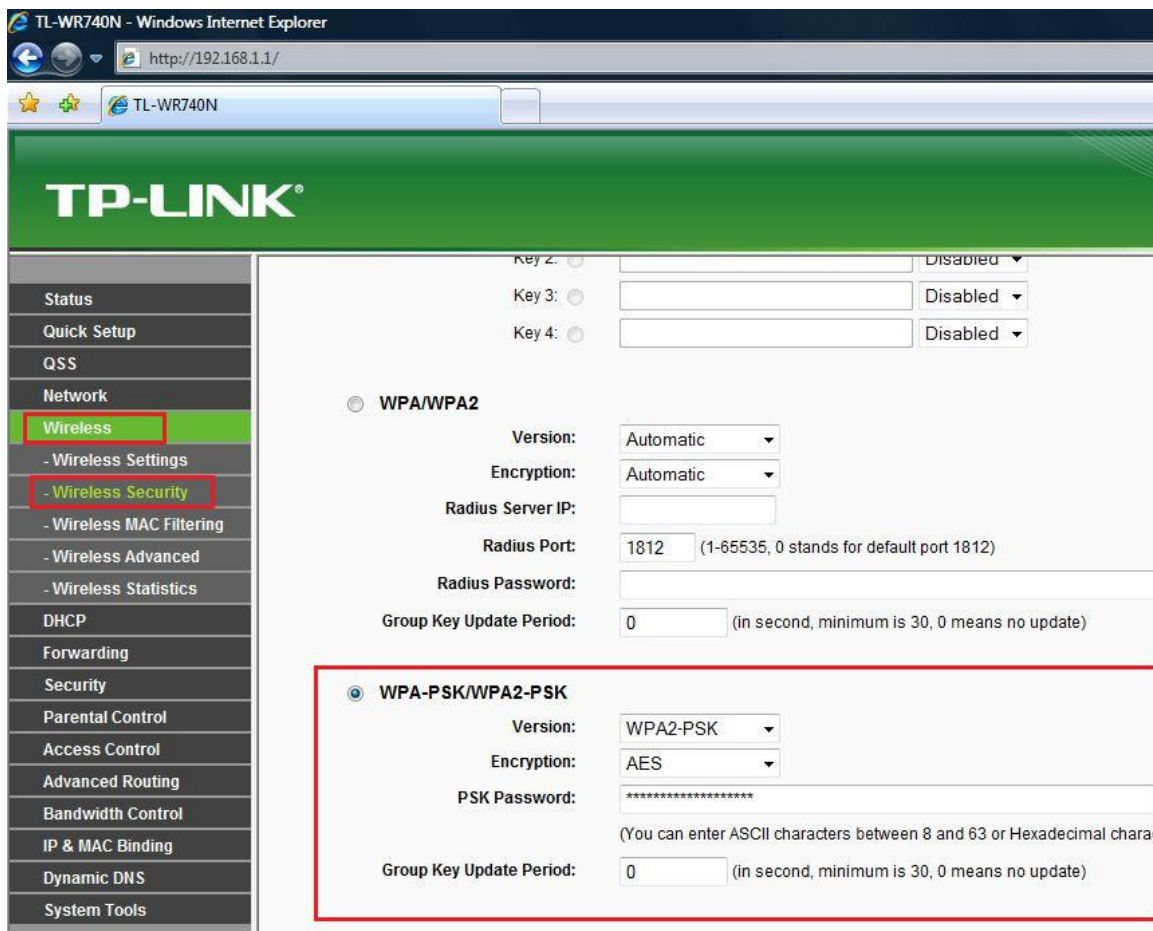 TL-WR740N - Windows Internet Explorer
http://192.168.1.1/
TL-WR740N
TP-LINK®
Status
Quick Setup
QSS
Network
Wireless
- Wireless Settings
- Wireless Security
- Wireless MAC Filtering
- Wireless Advanced
- Wireless Statistics
DHCP
Forwarding
Security
Parental Control
Access Control
Advanced Routing
Bandwidth Control
IP & MAC Binding
Dynamic DNS
System Tools
Key 2: Disabled
Key 3: Disabled
Key 4: Disabled
WPA/WPA2
Version: Automatic
Encryption: Automatic
Radius Server IP:
Radius Port: 1812 (1-65535, 0 stands for default port 1812)
Radius Password:
Group Key Update Period: 0 (in second, minimum is 30, 0 means no update)
WPA-PSK/WPA2-PSK
Version: WPA2-PSK
Encryption: AES
PSK Password: *******************
(You can enter ASCII characters between 8 and 63 or Hexadecimal chara
Group Key Update Period: 0 (in second, minimum is 30, 0 means no update)